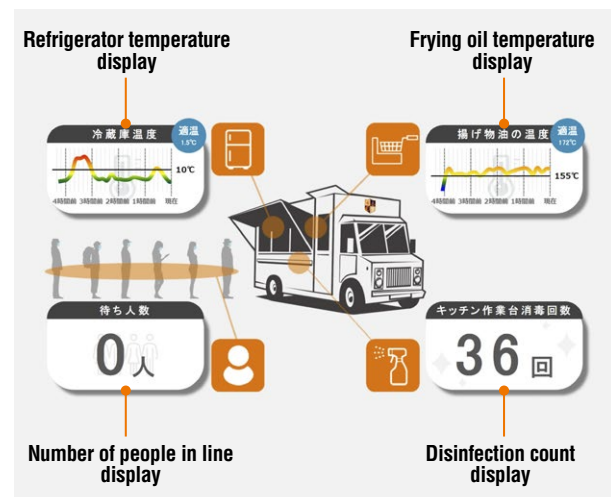 Refrigerator temperature
display
Frying oil temperature
display
冷蔵庫温度
適温
1.5℃
10℃
4時間前 3時間前 2時間前 1時間前 現在
揚げ物油の温度
適温
172℃
155℃
4時間前 3時間前 2時間前 1時間前 現在
待ち人数
0人
キッチン作業台消毒回数
36回
Number of people in line
display
Disinfection count
display